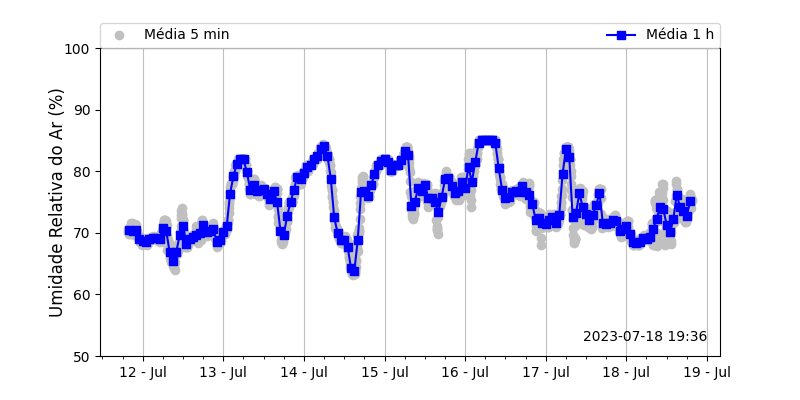 Média 5 min
Média 1 h
Umidade Relativa do Ar (%)
100
90
80
70
60
50
2023-07-18 19:36
12 - Jul
13 - Jul
14 - Jul
15 - Jul
16 - Jul
17 - Jul
18 - Jul
19 - Jul